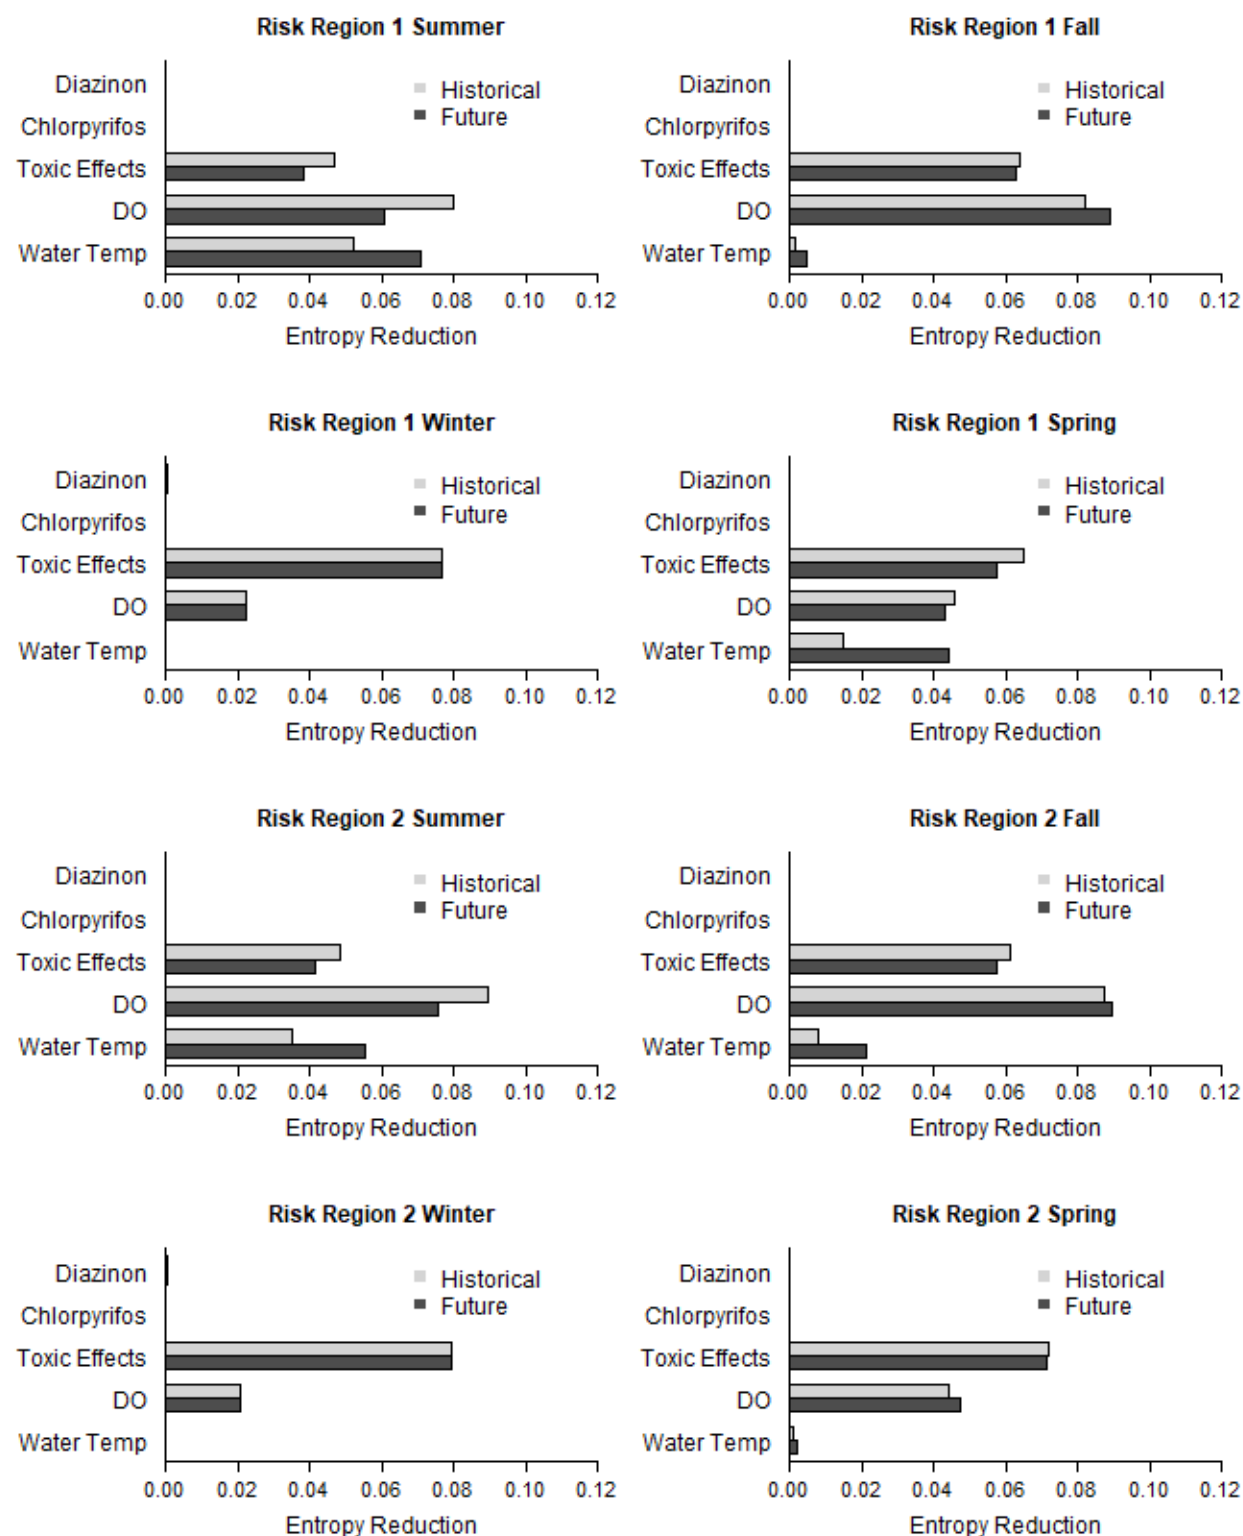 Risk Region 1 Summer
Diazinon
Chlorpyrifos
Toxic Effects
DO
Water Temp
Historical
Future
0.00 0.02 0.04 0.06 0.08 0.10 0.12
Entropy Reduction
Risk Region 1 Fall
Diazinon
Chlorpyrifos
Toxic Effects
DO
Water Temp
Historical
Future
0.00 0.02 0.04 0.06 0.08 0.10 0.12
Entropy Reduction
Risk Region 1 Winter
Diazinon
Chlorpyrifos
Toxic Effects
DO
Water Temp
Historical
Future
0.00 0.02 0.04 0.06 0.08 0.10 0.12
Entropy Reduction
Risk Region 1 Spring
Diazinon
Chlorpyrifos
Toxic Effects
DO
Water Temp
Historical
Future
0.00 0.02 0.04 0.06 0.08 0.10 0.12
Entropy Reduction
Risk Region 2 Summer
Diazinon
Chlorpyrifos
Toxic Effects
DO
Water Temp
Historical
Future
0.00 0.02 0.04 0.06 0.08 0.10 0.12
Entropy Reduction
Risk Region 2 Fall
Diazinon
Chlorpyrifos
Toxic Effects
DO
Water Temp
Historical
Future
0.00 0.02 0.04 0.06 0.08 0.10 0.12
Entropy Reduction
Risk Region 2 Winter
Diazinon
Chlorpyrifos
Toxic Effects
DO
Water Temp
Historical
Future
0.00 0.02 0.04 0.06 0.08 0.10 0.12
Entropy Reduction
Risk Region 2 Spring
Diazinon
Chlorpyrifos
Toxic Effects
DO
Water Temp
Historical
Future
0.00 0.02 0.04 0.06 0.08 0.10 0.12
Entropy Reduction